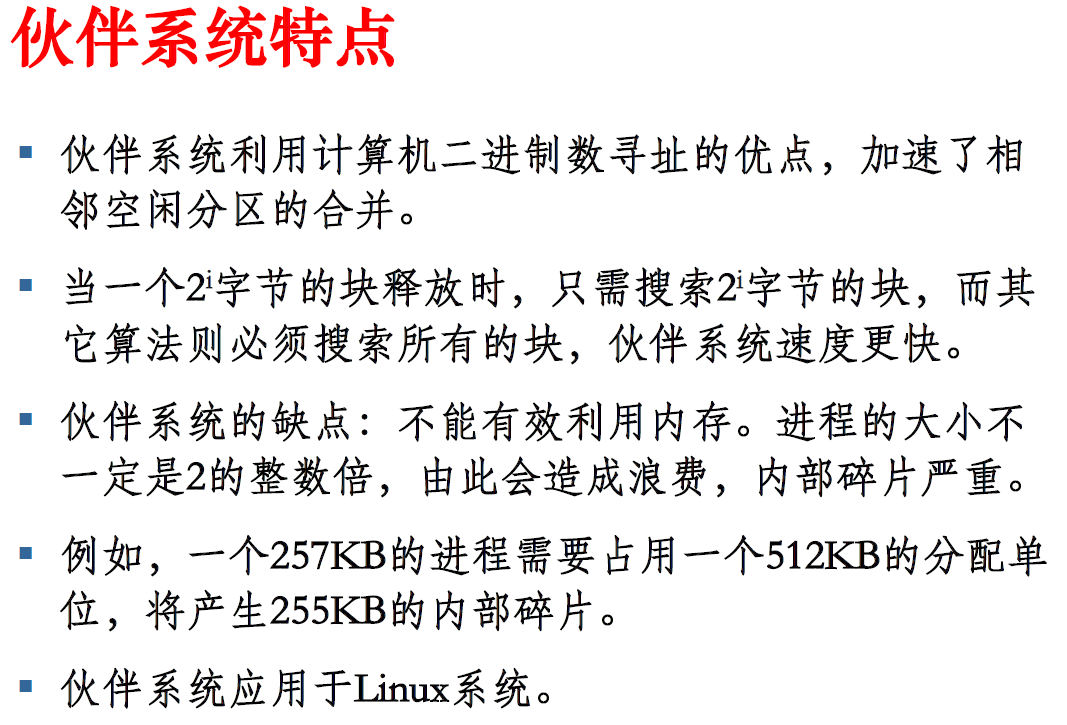 伙伴系统特点
▪ 伙伴系统利用计算机二进制数寻址的优点，加速了相
邻空闲分区的合并。
▪ 当一个2ⁱ字节的块释放时，只需搜索2ⁱ字节的块，而其
它算法则必须搜索所有的块，伙伴系统速度更快。
▪ 伙伴系统的缺点：不能有效利用内存。进程的大小不
一定是2的整数倍，由此会造成浪费，内部碎片严重。
▪ 例如，一个257KB的进程需要占用一个512KB的分配单
位，将产生255KB的内部碎片。
▪ 伙伴系统应用于Linux系统。